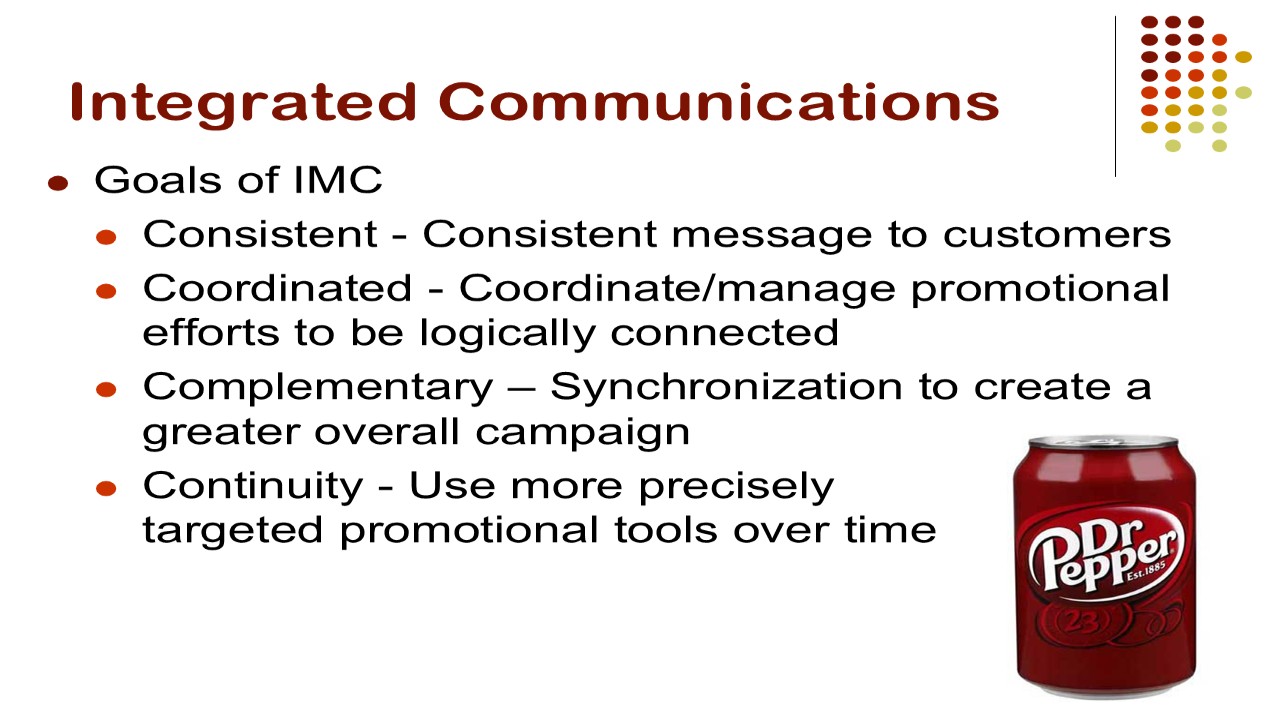 Integrated Communications
Goals of IMC
Consistent - Consistent message to customers
Coordinated - Coordinate/manage promotional
efforts to be logically connected
Complementary – Synchronization to create a
greater overall campaign
Continuity - Use more precisely
targeted promotional tools over time
Dr
Pepper
Est.1885
23